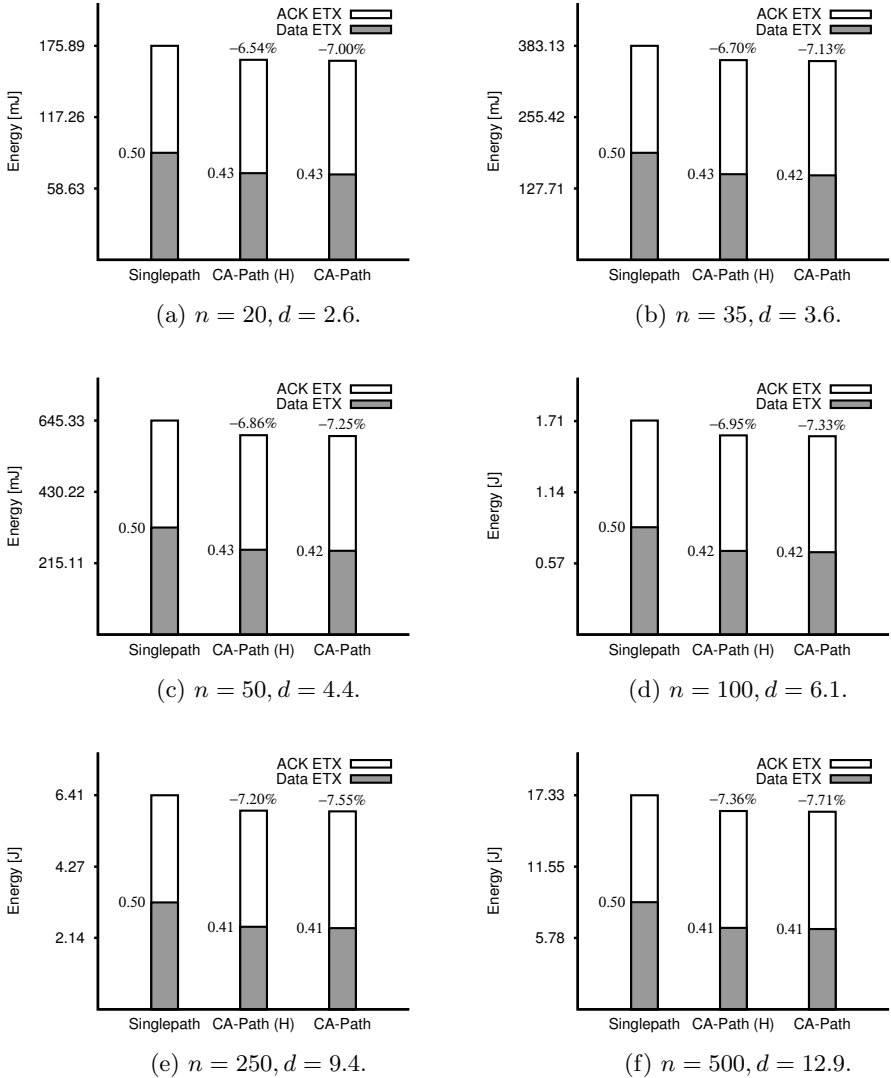 ACK ETX
Data ETX
175.89
117.26
58.63
Energy [mJ]
−6.54%
−7.00%
0.50
0.43
0.43
Singlepath CA-Path (H) CA-Path
(a) n = 20, d = 2.6.
ACK ETX
Data ETX
383.13
255.42
127.71
Energy [mJ]
−6.70%
−7.13%
0.50
0.43
0.42
Singlepath CA-Path (H) CA-Path
(b) n = 35, d = 3.6.
ACK ETX
Data ETX
645.33
430.22
215.11
Energy [mJ]
−6.86%
−7.25%
0.50
0.43
0.42
Singlepath CA-Path (H) CA-Path
(c) n = 50, d = 4.4.
ACK ETX
Data ETX
1.71
1.14
0.57
Energy [J]
−6.95%
−7.33%
0.50
0.42
0.42
Singlepath CA-Path (H) CA-Path
(d) n = 100, d = 6.1.
ACK ETX
Data ETX
6.41
4.27
2.14
Energy [J]
−7.20%
−7.55%
0.50
0.41
0.41
Singlepath CA-Path (H) CA-Path
(e) n = 250, d = 9.4.
ACK ETX
Data ETX
17.33
11.55
5.78
Energy [J]
−7.36%
−7.71%
0.50
0.41
0.41
Singlepath CA-Path (H) CA-Path
(f) n = 500, d = 12.9.